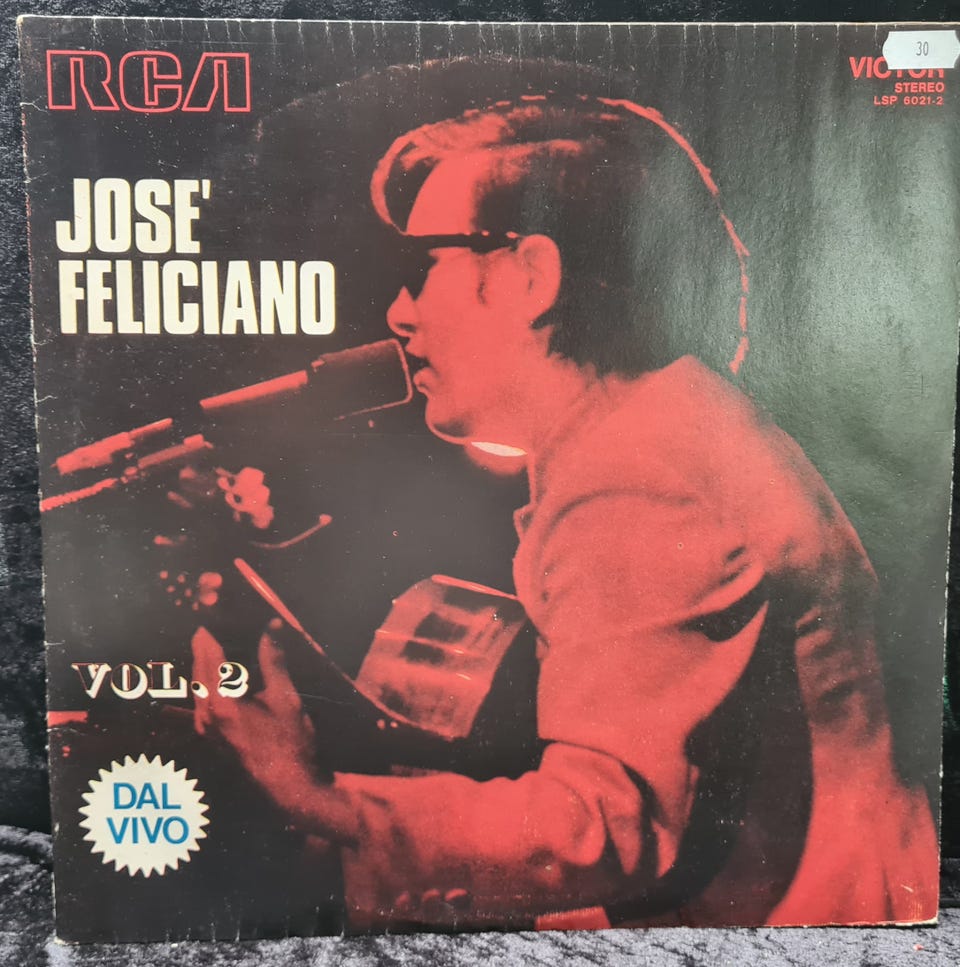 RCA
30
VICTOR
STEREO
LSP 6021-2
JOSE'
FELICIANO
VOL. 2
DAL
VIVO